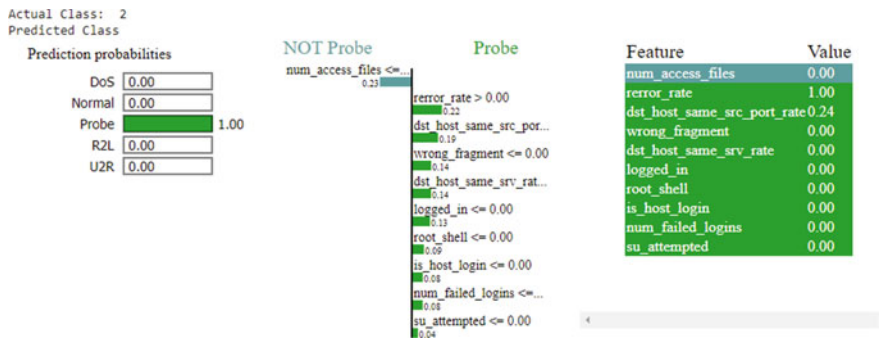 Actual Class: 2
Predicted Class
Prediction probabilities
DoS 0.00
Normal 0.00
Probe 1.00
R2L 0.00
U2R 0.00
NOT Probe Probe
num_access_files <=...
0.23
rerror_rate > 0.00
0.22
dst_host_same_src_por...
0.19
wrong_fragment <= 0.00
0.14
dst_host_same_srv_rat...
0.14
logged_in <= 0.00
0.13
root_shell <= 0.00
0.09
is_host_login <= 0.00
0.08
num_failed_logins <=...
0.08
su_attempted <= 0.00
0.04
Feature Value
num_access_files 0.00
rerror_rate 1.00
dst_host_same_src_port_rate 0.24
wrong_fragment 0.00
dst_host_same_srv_rate 0.00
logged_in 0.00
root_shell 0.00
is_host_login 0.00
num_failed_logins 0.00
su_attempted 0.00